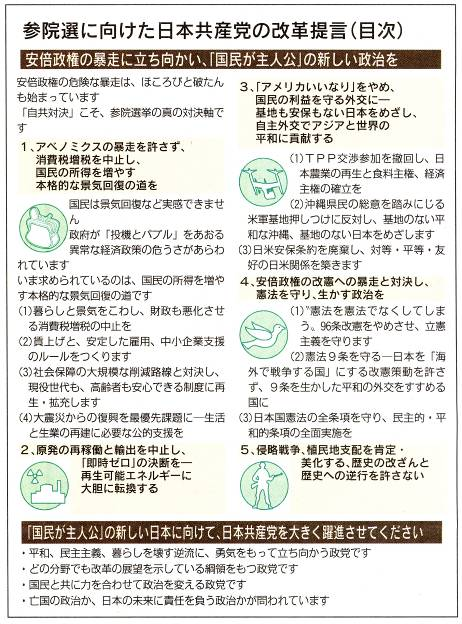 参院選に向けた日本共産党の改革提言(目次)
安倍政権の暴走に立ち向かい、「国民が主人公」の新しい政治を
安倍政権の危険な暴走は、ほころびと破たん
も始まっています
「自共対決」こそ、参院選挙の真の対決軸で
す
1、アベノミクスの暴走を許さず、
消費税増税を中止し、
国民の所得を増やす
本格的な景気回復の道を
国民は景気回復など実感できませ
ん
政府が「投機とバブル」をあおる
異常な経済政策の危うさがあらわ
れています
いま求められているのは、国民の所得を増や
す本格的な景気回復の道です
(1)暮らしと景気をこわし、財政も悪化させ
る消費税増税の中止を
(2)賃上げと、安定した雇用、中小企業支援
のルールをつくります
(3)社会保障の大規模な削減路線と対決し、
現役世代も、高齢者も安心できる制度に再
生・拡充します
(4)大震災からの復興を最優先課題に―生活
と生業の再建に必要な公的支援を
2、原発の再稼働と輸出を中止し、
「即時ゼロ」の決断を―
再生可能エネルギーに
大胆に転換する
3、「アメリカいいなり」をやめ、
国民の利益を守る外交に―
基地も安保もない日本をめざし、
自主外交でアジアと世界の
平和に貢献する
(1)TPP交渉参加を撤回し、日
本農業の再生と食料主権、経済
主権の確立を
(2)沖縄県民の総意を踏みにじる
米軍基地押しつけに反対し、基地のない平
和な沖縄、基地のない日本をめざします
(3)日米安保条約を廃棄し、対等・平等・友
好の日米関係を築きます
4、安倍政権の改憲への暴走と対決し、
憲法を守り、生かす政治を
(1)"憲法を憲法でなくしてしま
う"。96条改憲をやめさせ、立憲
主義を守ります
(2)憲法9条を守る―日本を「海
外で戦争する国」にする改憲策動を許さ
ず、9条を生かした平和の外交をすすめる
国に
(3)日本国憲法の全条項を守り、民主的・平
和的条項の全面実施を
5、侵略戦争、植民地支配を肯定・
美化する、歴史の改ざんと
歴史への逆行を許さない
「国民が主人公」の新しい日本に向けて、日本共産党を大きく躍進させてください
・平和、民主主義、暮らしを壊す逆流に、勇気をもって立ち向かう政党です
・どの分野でも改革の展望を示している綱領をもつ政党です
・国民と共に力を合わせて政治を変える政党です
・亡国の政治か、日本の未来に責任を負う政治かが問われています